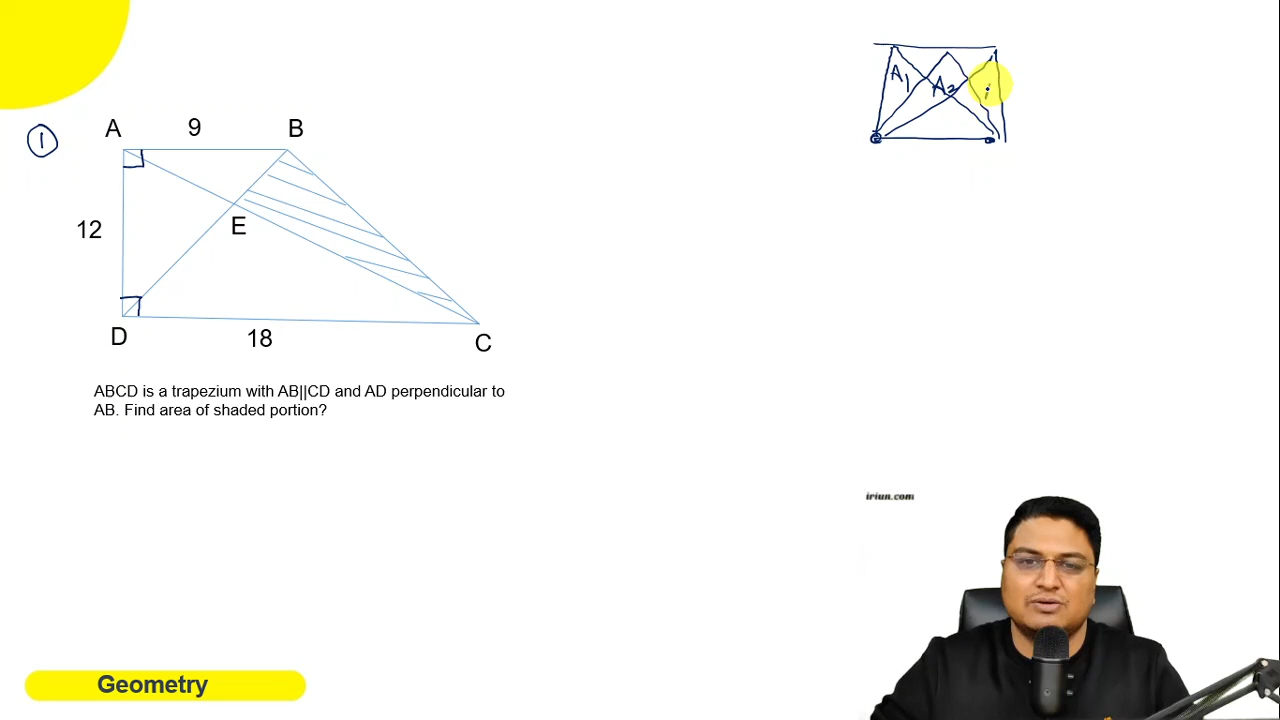 1
A 9 B
12
E
D 18 C
ABCD is a trapezium with AB||CD and AD perpendicular to
AB. Find area of shaded portion?
A1 A2
iriun.com
Geometry